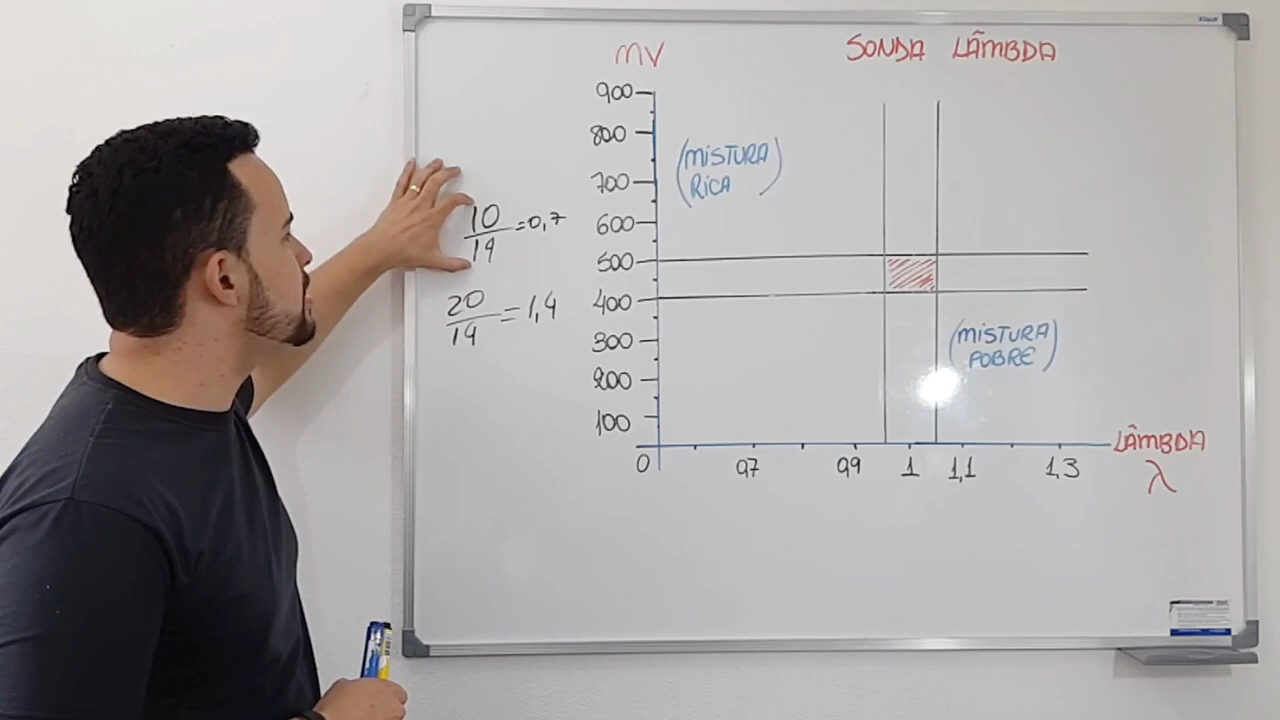 mV
SONDA LÂMBDA
900
800
700
600
500
400
300
200
100
0
(MISTURA
RICA)
10/14 = 0,7
20/14 = 1,4
(MISTURA
POBRE)
0,7
0,9
1
1,1
1,3
LÂMBDA
λ